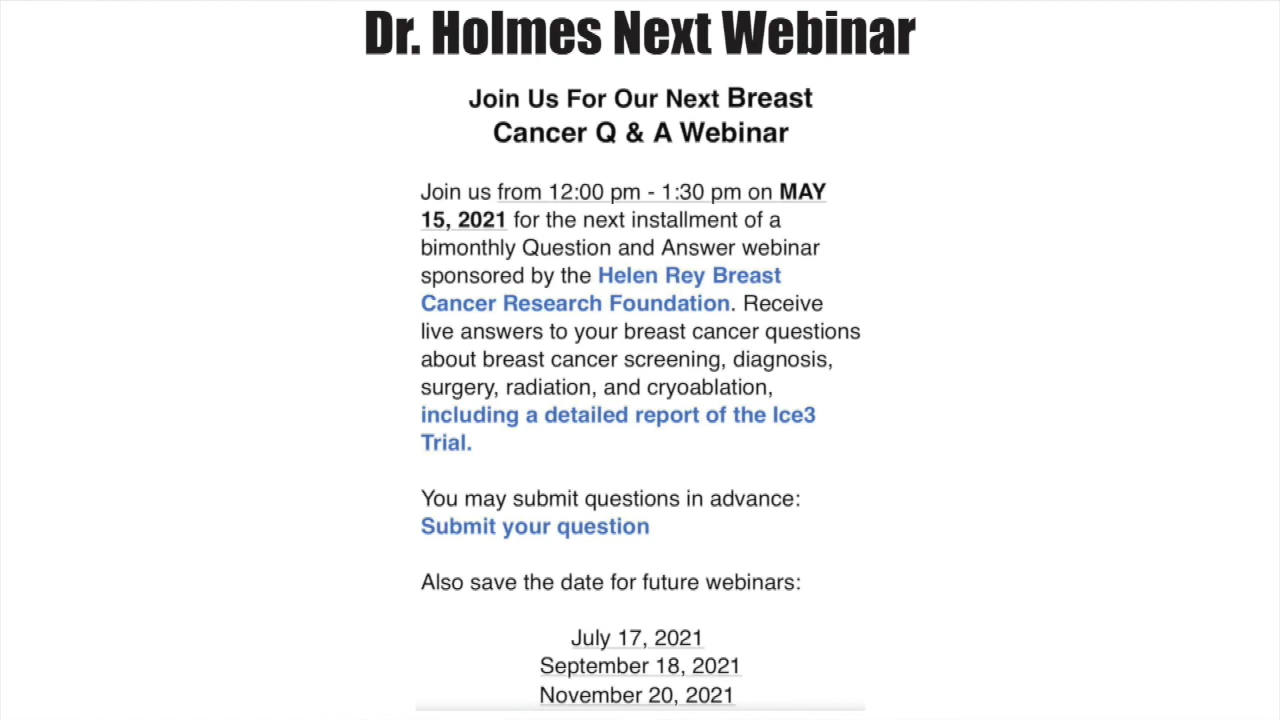 Dr. Holmes Next Webinar
Join Us For Our Next Breast
Cancer Q & A Webinar
Join us from 12:00 pm - 1:30 pm on MAY
15, 2021 for the next installment of a
bimonthly Question and Answer webinar
sponsored by the Helen Rey Breast
Cancer Research Foundation. Receive
live answers to your breast cancer questions
about breast cancer screening, diagnosis,
surgery, radiation, and cryoablation,
including a detailed report of the Ice3
Trial.
You may submit questions in advance:
Submit your question
Also save the date for future webinars:
July 17, 2021
September 18, 2021
November 20, 2021